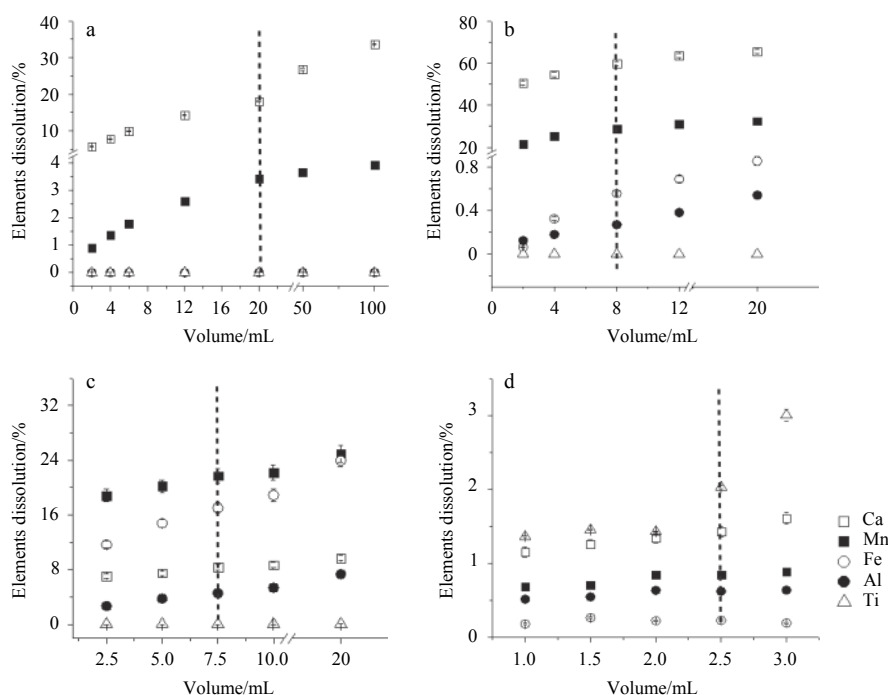 a
Elements dissolution/%
40
30
20
10
4
3
2
1
0
0 4 8 12 16 20 50 100
Volume/mL
b
Elements dissolution/%
80
60
40
20
0.8
0.4
0
0 4 8 12 20
Volume/mL
c
Elements dissolution/%
32
24
16
8
0
2.5 5.0 7.5 10.0 20
Volume/mL
d
Elements dissolution/%
3
2
1
0
1.0 1.5 2.0 2.5 3.0
Volume/mL
Ca
Mn
Fe
Al
Ti